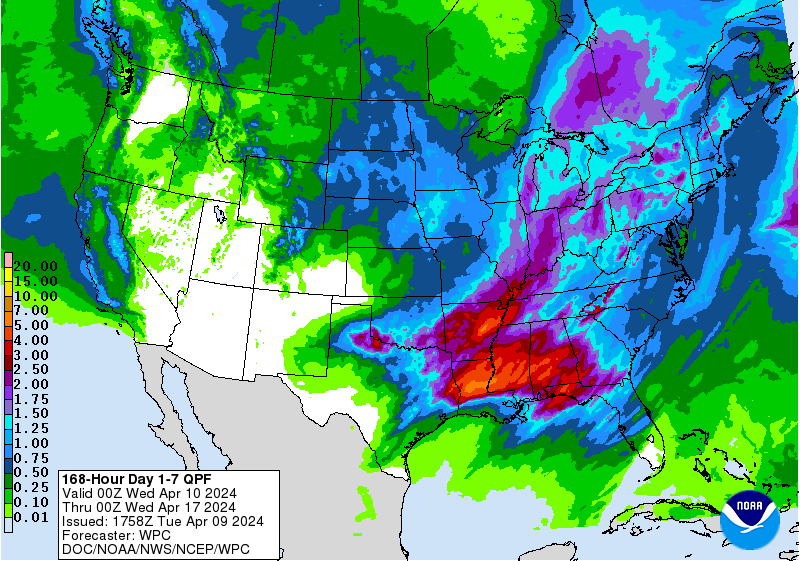 20.00
15.00
10.00
7.00
5.00
4.00
3.00
2.50
2.00
1.75
1.50
1.25
1.00
0.75
0.50
0.25
0.10
0.01
168-Hour Day 1-7 QPF
Valid 00Z Wed Apr 10 2024
Thru 00Z Wed Apr 17 2024
Issued: 1758Z Tue Apr 09 2024
Forecaster: WPC
DOC/NOAA/NWS/NCEP/WPC
NOAA